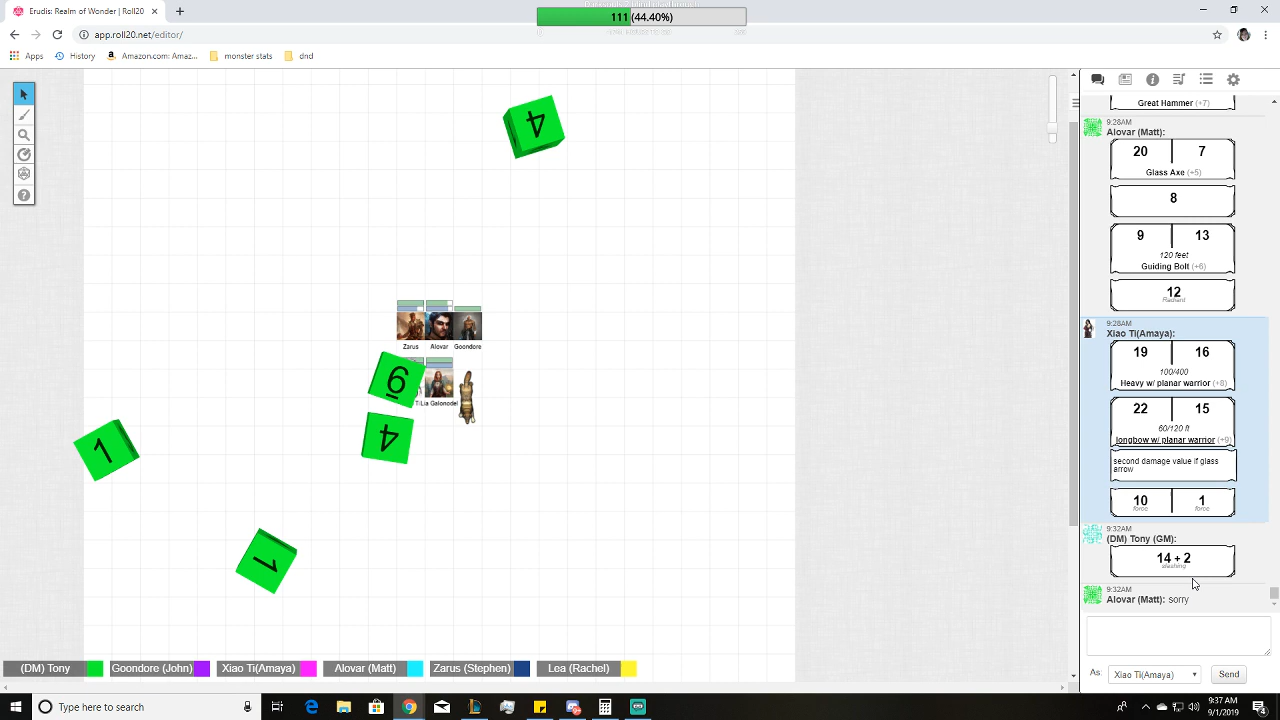 Erudis: Realm of Wonder | Roll20
111 (44.40%)
app.roll20.net/editor/
Apps
History
Amazon.com: Amaz...
monster stats
dnd
4
Zarus
Alovar
Goondore
6
Ti
Lia Galonodel
4
1
1
Great Hammer (+7)
9:28AM
Alovar (Matt):
20 7
Glass Axe (+5)
8
9 13
120 feet
Guiding Bolt (+6)
12
Radiant
9:28AM
Xiao Ti(Amaya):
19 16
100/400
Heavy w/ planar warrior (+8)
22 15
60/120 ft
longbow w/ planar warrior (+9)
second damage value if glass
arrow
10 1
force force
9:32AM
(DM) Tony (GM):
14 + 2
slashing
9:32AM
Alovar (Matt): sorry
As:
Xiao Ti(Amaya)
Send
(DM) Tony
Goondore (John)
Xiao Ti(Amaya)
Alovar (Matt)
Zarus (Stephen)
Lea (Rachel)
Type here to search
9:37 AM
9/1/2019